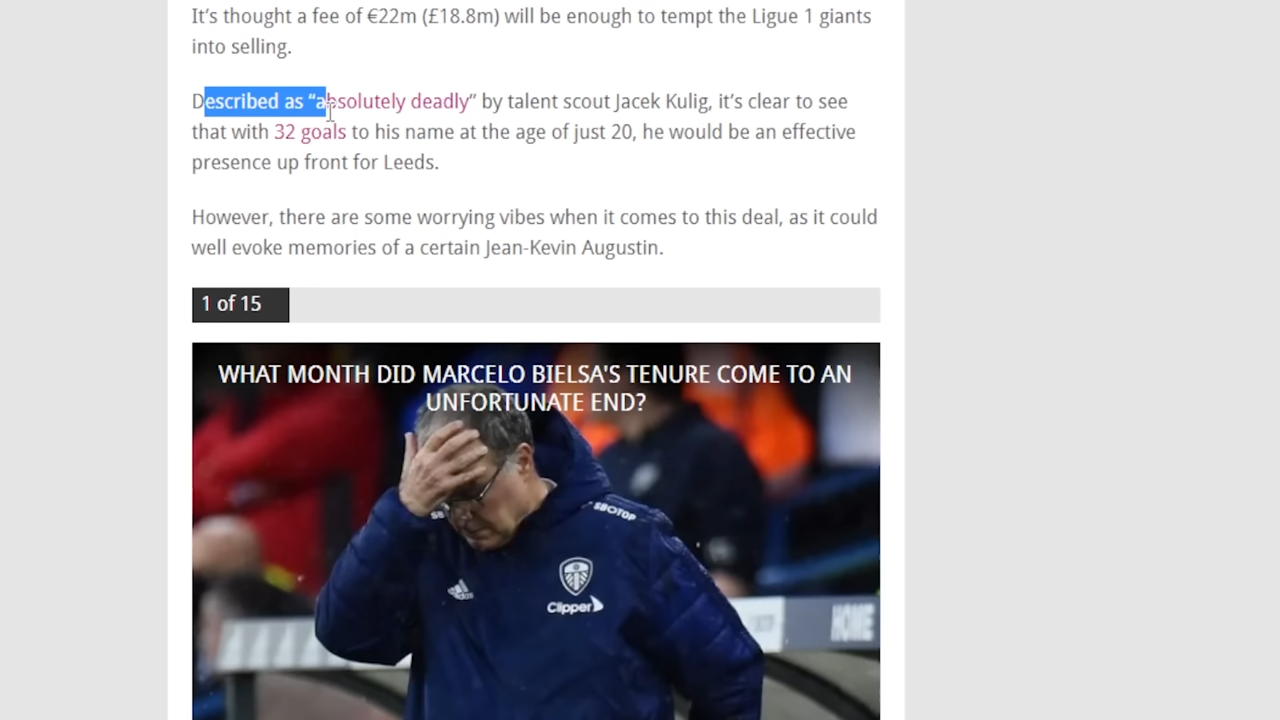 It’s thought a fee of €22m (£18.8m) will be enough to tempt the Ligue 1 giants
into selling.
Described as “absolutely deadly” by talent scout Jacek Kulig, it’s clear to see
that with 32 goals to his name at the age of just 20, he would be an effective
presence up front for Leeds.
However, there are some worrying vibes when it comes to this deal, as it could
well evoke memories of a certain Jean-Kevin Augustin.
1 of 15
WHAT MONTH DID MARCELO BIELSA'S TENURE COME TO AN
UNFORTUNATE END?
SBOTOP
adidas
Clipper
HOME